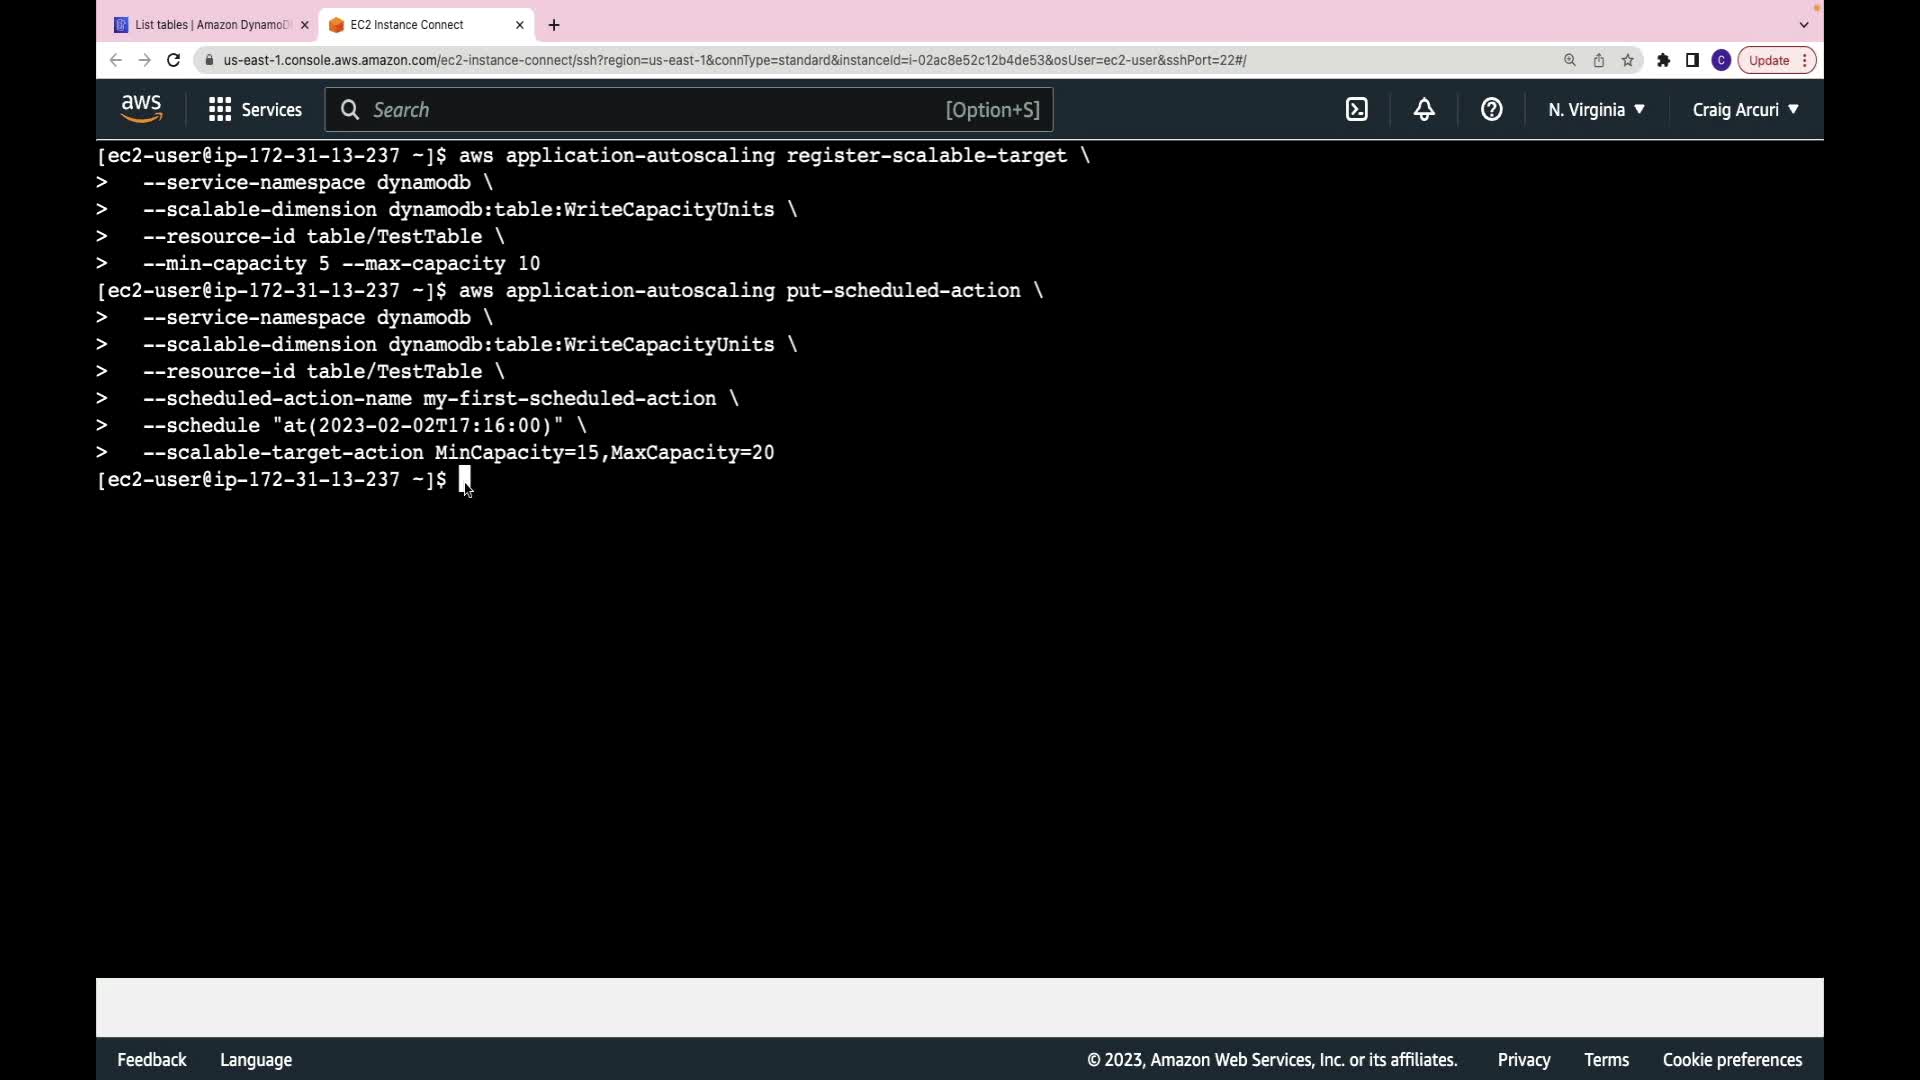 List tables | Amazon DynamoD
EC2 Instance Connect
us-east-1.console.aws.amazon.com/ec2-instance-connect/ssh?region=us-east-1&connType=standard&instanceId=i-02ac8e52c12b4de53&osUser=ec2-user&sshPort=22#/
C
Update
aws
Services
Search
[Option+S]
N. Virginia
Craig Arcuri
[ec2-user@ip-172-31-13-237 ~]$ aws application-autoscaling register-scalable-target \
>   --service-namespace dynamodb \
>   --scalable-dimension dynamodb:table:WriteCapacityUnits \
>   --resource-id table/TestTable \
>   --min-capacity 5 --max-capacity 10
[ec2-user@ip-172-31-13-237 ~]$ aws application-autoscaling put-scheduled-action \
>   --service-namespace dynamodb \
>   --scalable-dimension dynamodb:table:WriteCapacityUnits \
>   --resource-id table/TestTable \
>   --scheduled-action-name my-first-scheduled-action \
>   --schedule "at(2023-02-02T17:16:00)" \
>   --scalable-target-action MinCapacity=15,MaxCapacity=20
[ec2-user@ip-172-31-13-237 ~]$
Feedback
Language
© 2023, Amazon Web Services, Inc. or its affiliates.
Privacy
Terms
Cookie preferences